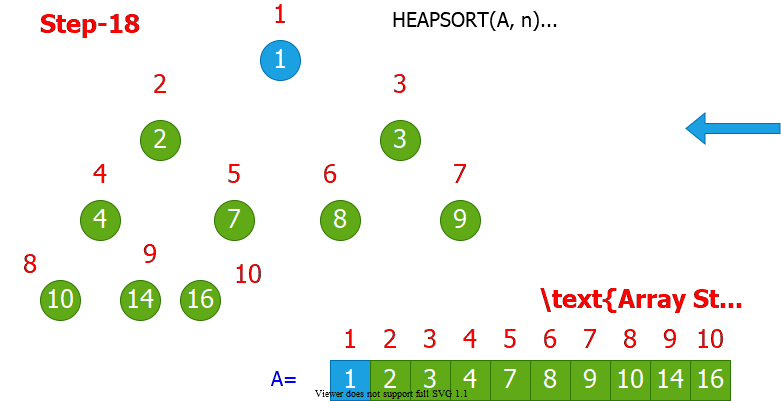 Step-18
HEAPSORT(A, n)...
1
1
2 3
2 3
4 5 6 7
4 7 8 9
8 9 10
10 14 16
\text{Array St...
1 2 3 4 5 6 7 8 9 10
A= 1 2 3 4 7 8 9 10 14 16
Viewer does not support full SVG 1.1